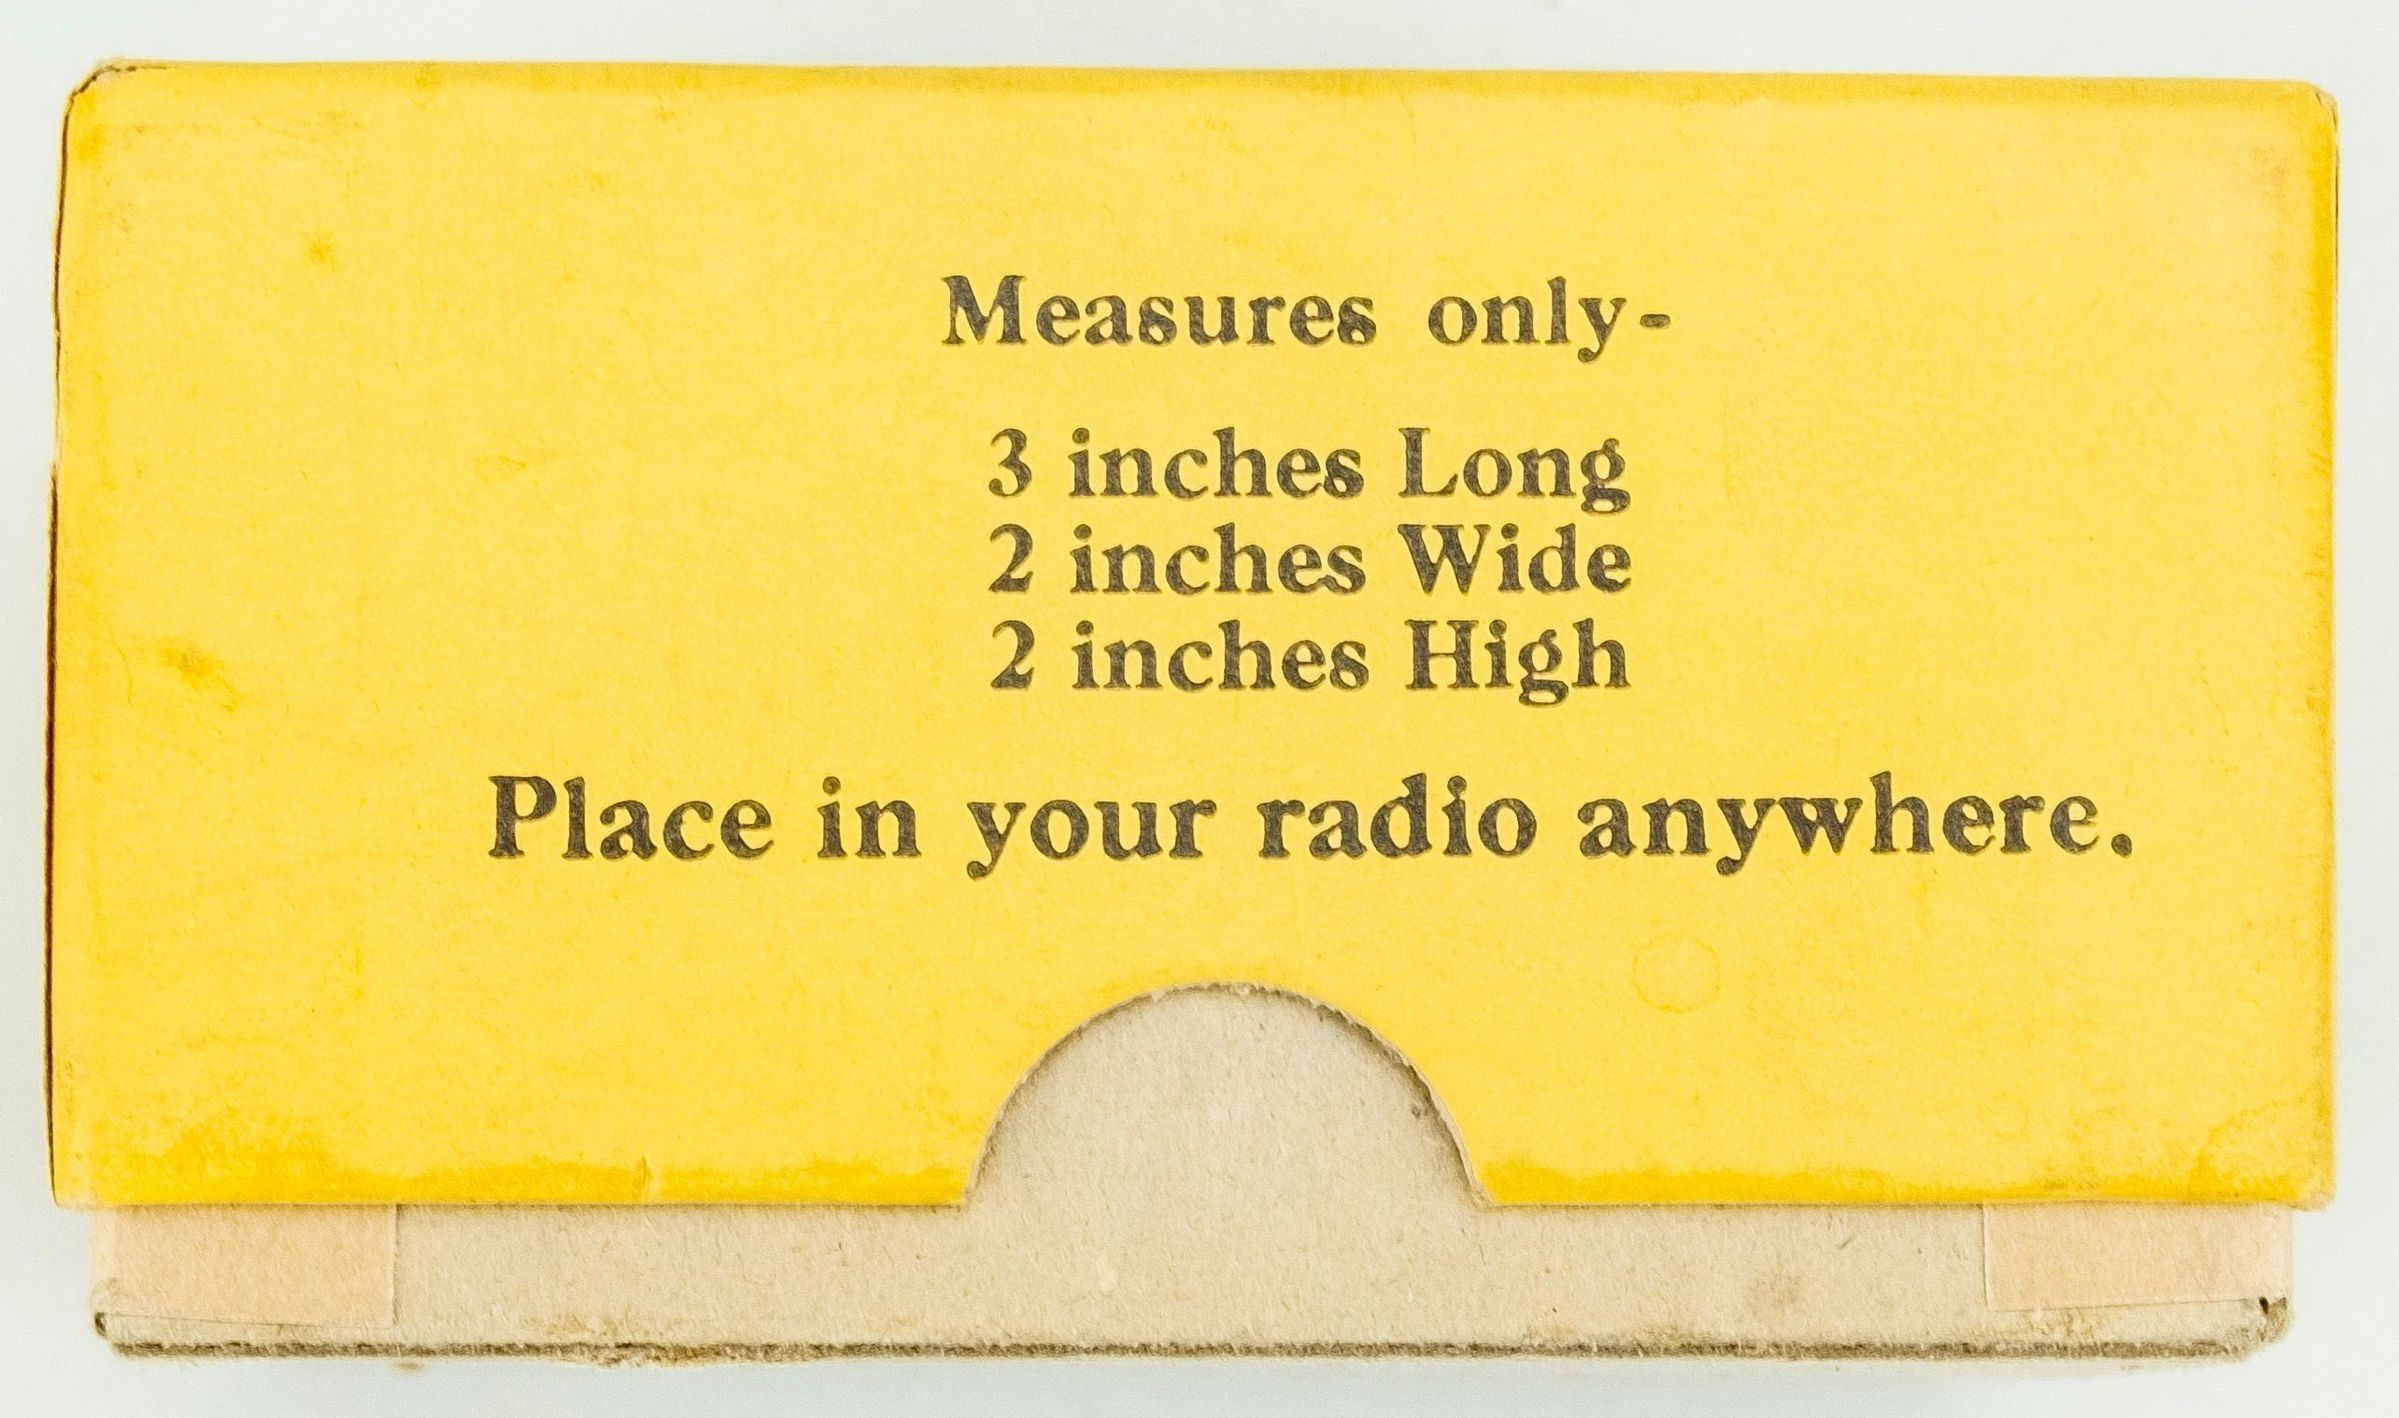 Measures only-
3 inches Long
2 inches Wide
2 inches High
Place in your radio anywhere.